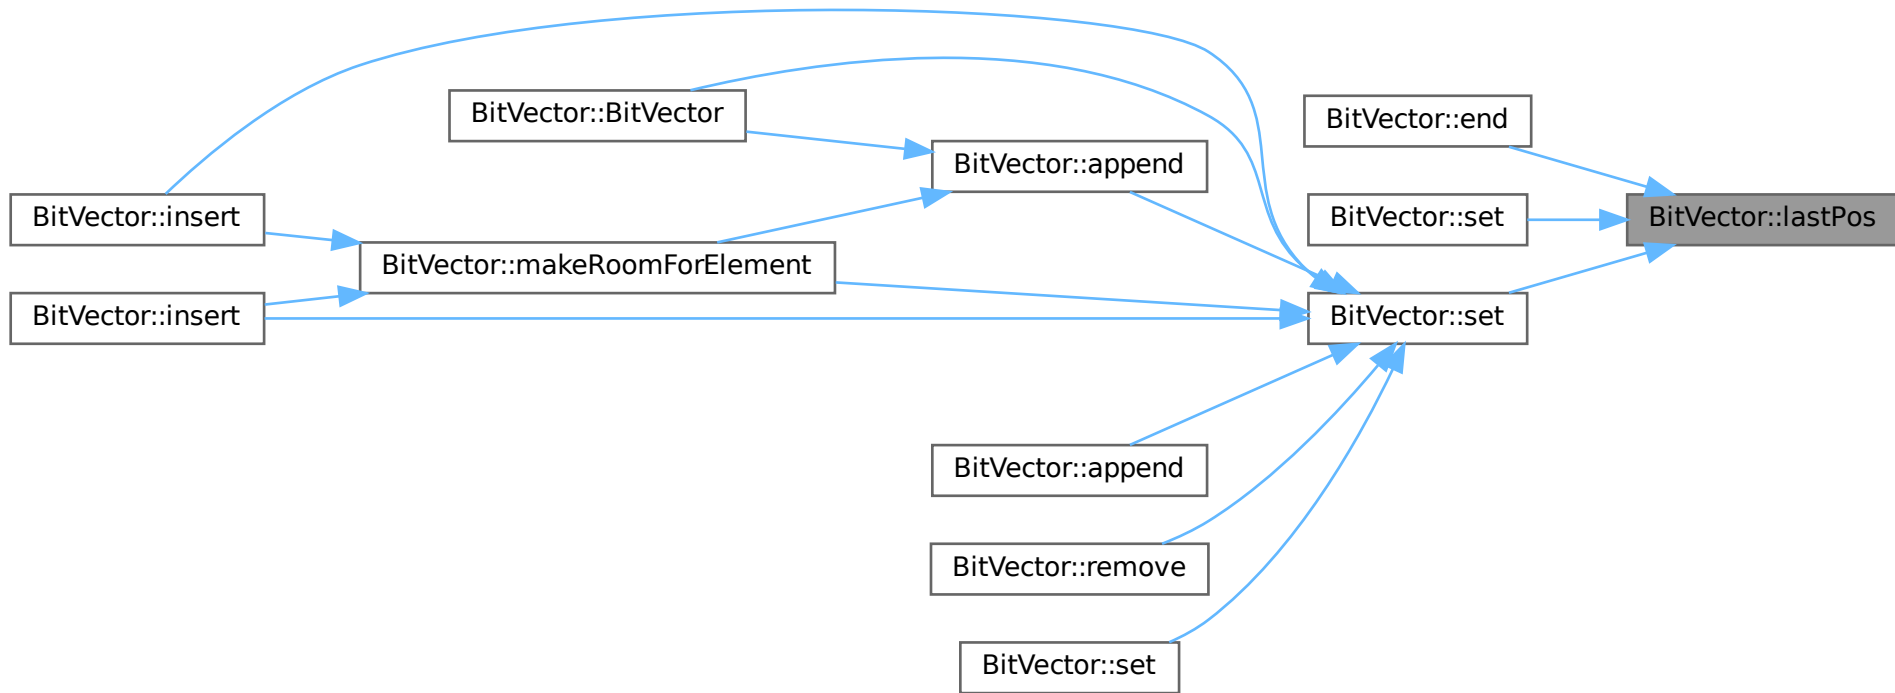 BitVector::end
BitVector::BitVector
BitVector::append
BitVector::insert
BitVector::set
BitVector::lastPos
BitVector::makeRoomForElement
BitVector::insert
BitVector::set
BitVector::append
BitVector::remove
BitVector::set